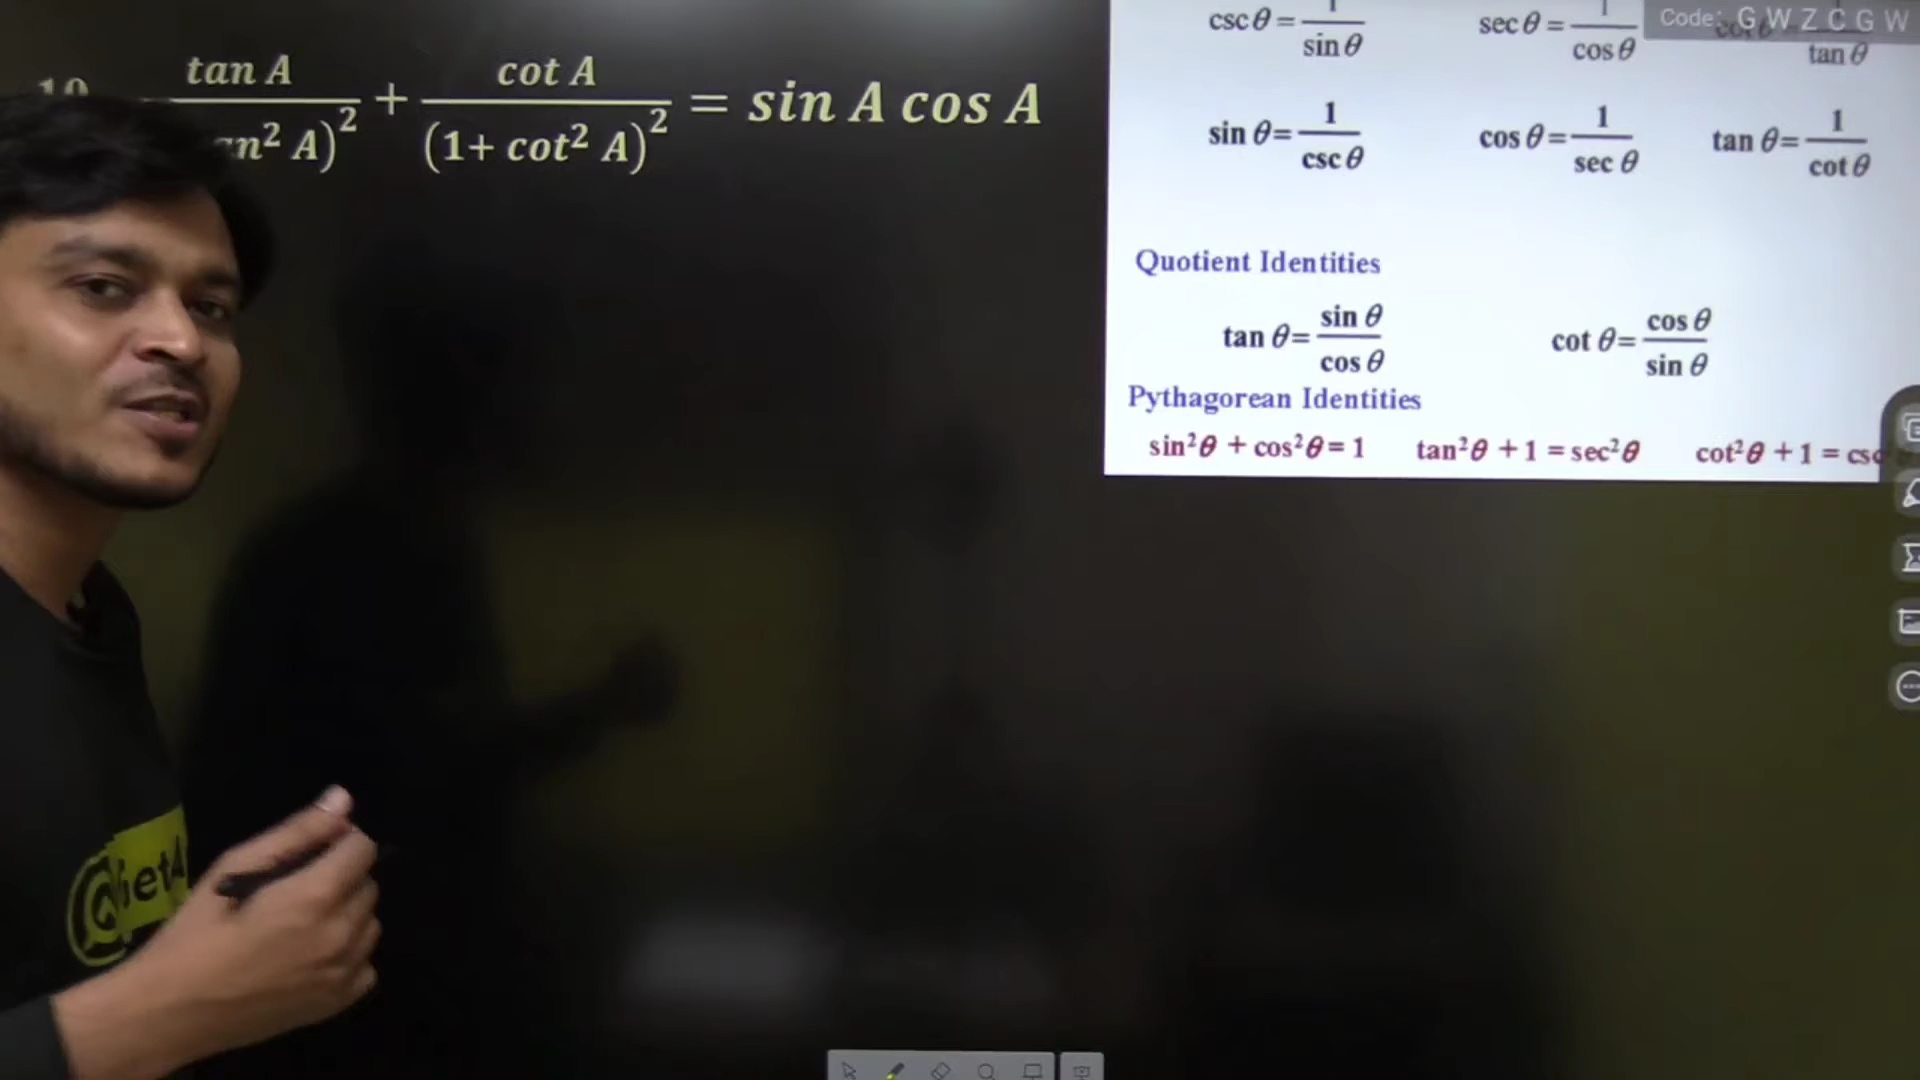 Code: G W Z C G W
tan A / n² A)² + cot A / (1+ cot² A)² = sin A cos A
csc θ = 1 / sin θ sec θ = 1 / cos θ tan θ
sin θ = 1 / csc θ cos θ = 1 / sec θ tan θ = 1 / cot θ
Quotient Identities
tan θ = sin θ / cos θ cot θ = cos θ / sin θ
Pythagorean Identities
sin²θ + cos²θ = 1 tan²θ + 1 = sec²θ cot²θ + 1 =